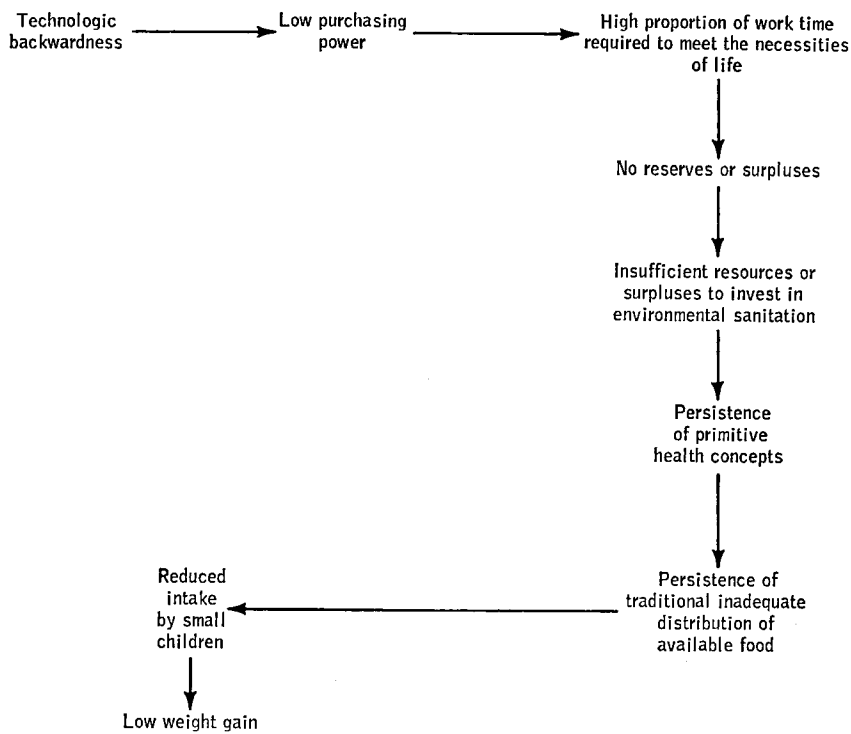 Technologic
backwardness
Low purchasing
power
High proportion of work time
required to meet the necessities
of life
No reserves or surpluses
Insufficient resources or
surpluses to invest in
environmental sanitation
Persistence
of primitive
health concepts
Persistence of
traditional inadequate
distribution of
available food
Reduced
intake
by small
children
Low weight gain